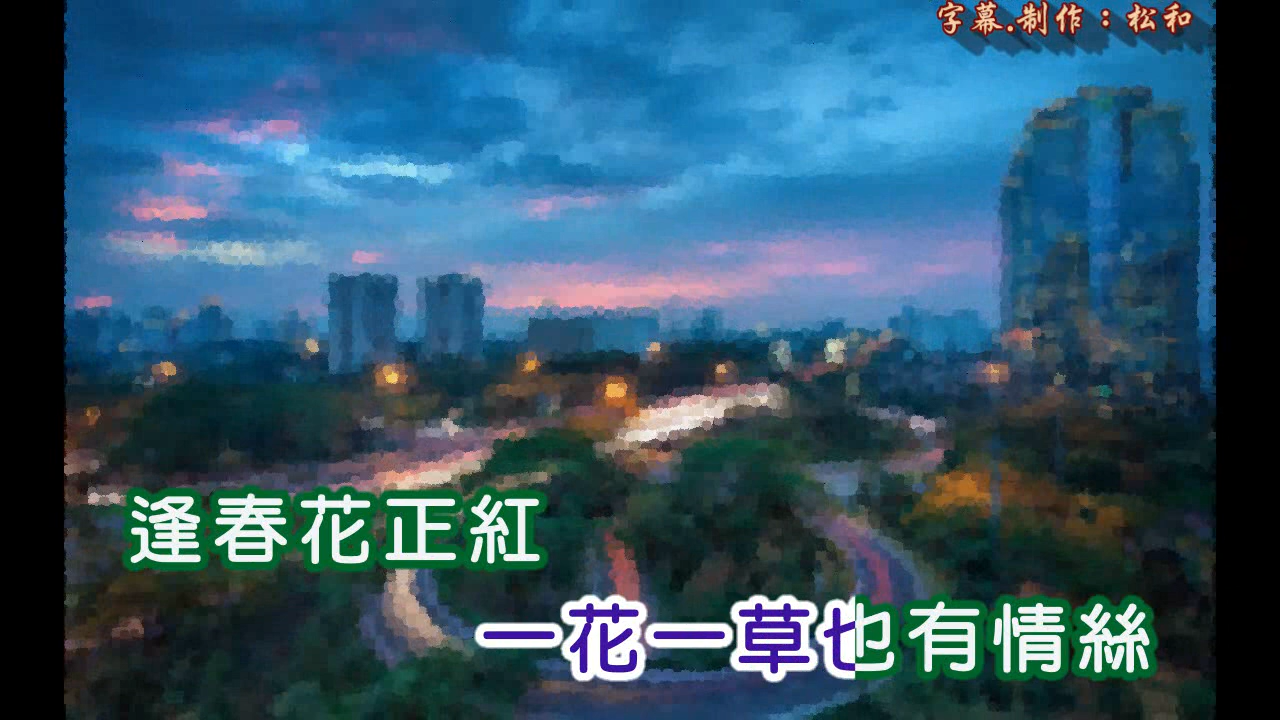 字幕.制作：松和
逢春花正紅
一花一草也有情絲